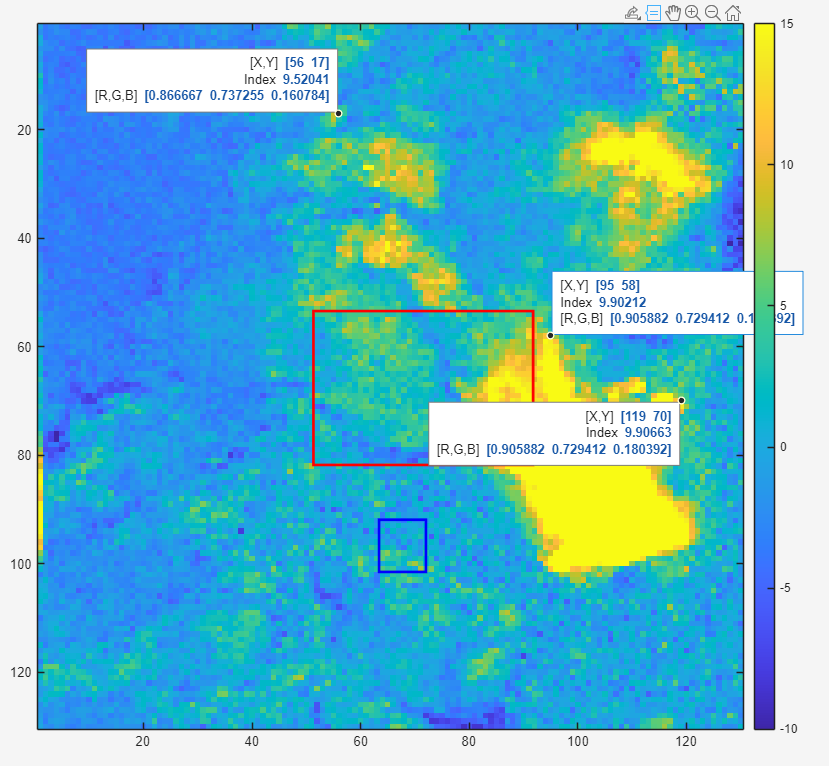 15
[X,Y] [56 17]
Index 9.52041
[R,G,B] [0.866667 0.737255 0.160784]
20
10
40
[X,Y] [95 58]
Index 9.90212
[R,G,B] [0.905882 0.729412 92]
5
60
[X,Y] [119 70]
Index 9.90663
[R,G,B] [0.905882 0.729412 0.180392]
0
80
100
-5
120
-10
20 40 60 80 100 120